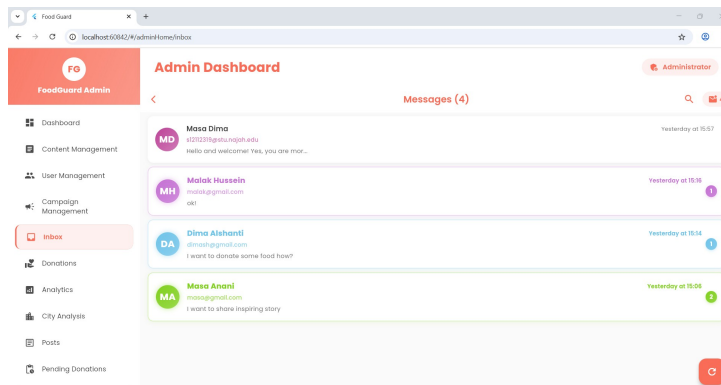 Food Guard
localhost:60842/#/adminHome/inbox
FG
FoodGuard Admin
Dashboard
Content Management
User Management
Campaign
Management
Inbox
Donations
Analytics
City Analysis
Posts
Pending Donations
Admin Dashboard
Administrator
Messages (4)
MD
Masa Dima
Yesterday at 15:57
s12112319@stu.najah.edu
Hello and welcome! Yes, you are mor...
MH
Malak Hussein
Yesterday at 15:16
malak@gmail.com
1
ok!
DA
Dima Alshanti
Yesterday at 15:14
dimash@gmail.com
1
I want to donate some food how?
MA
Masa Anani
Yesterday at 15:06
masa@gmail.com
2
I want to share inspiring story